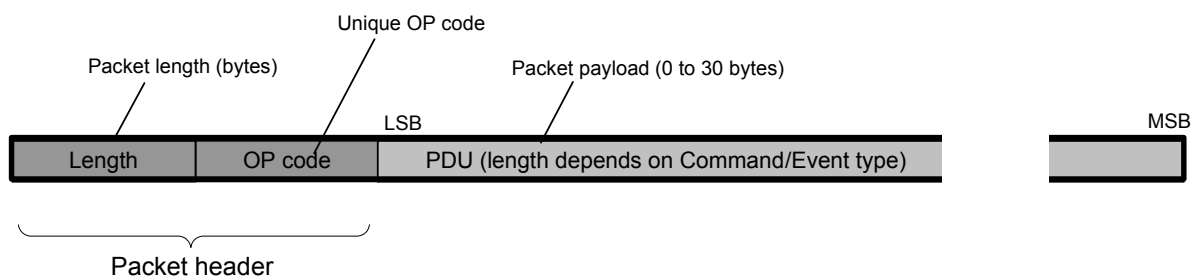 Unique OP code
Packet length (bytes)
Packet payload (0 to 30 bytes)
LSB
MSB
Length
OP code
PDU (length depends on Command/Event type)
Packet header